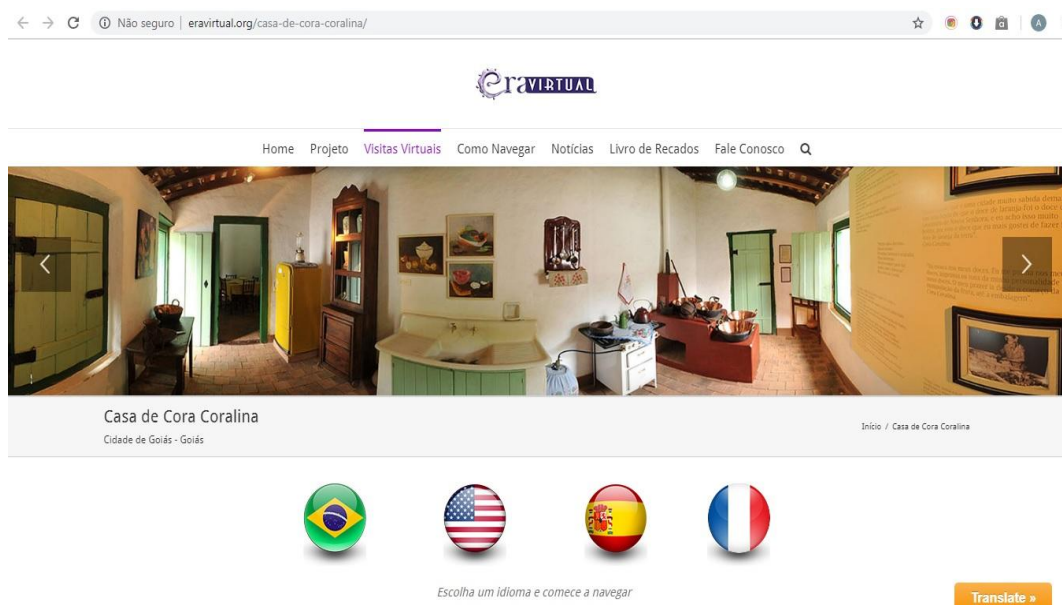 Não seguro | eravirtual.org/casa-de-cora-coralina/
A
eravirtual
Home Projeto Visitas Virtuais Como Navegar Notícias Livro de Recados Fale Conosco
Casa de Cora Coralina
Cidade de Goiás - Goiás
Início / Casa de Cora Coralina
Escolha um idioma e comece a navegar
Translate »